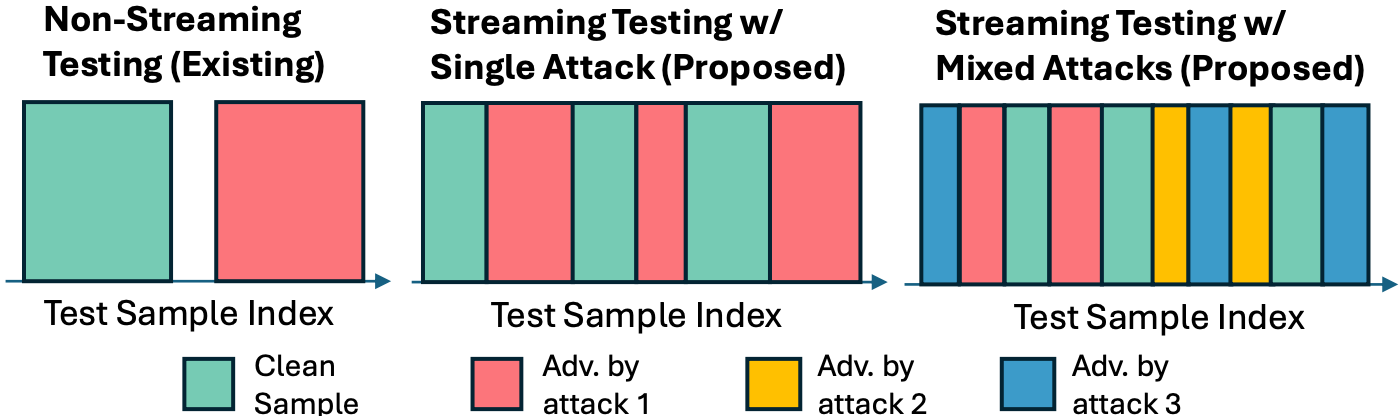 Non-Streaming
Testing (Existing)
Streaming Testing w/
Single Attack (Proposed)
Streaming Testing w/
Mixed Attacks (Proposed)
Test Sample Index
Test Sample Index
Test Sample Index
Clean
Sample
Adv. by
attack 1
Adv. by
attack 2
Adv. by
attack 3